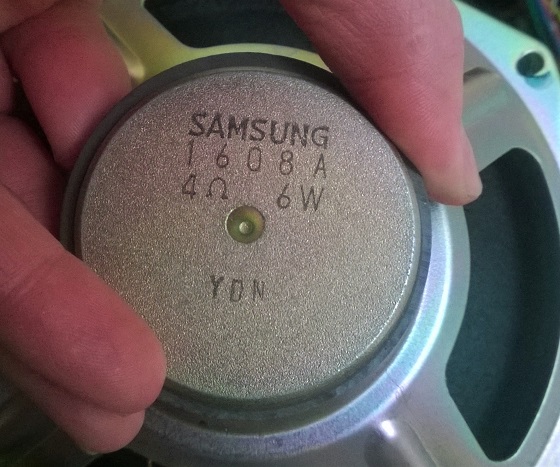 SAMSUNG
1608A
4Ω 6W
YDN